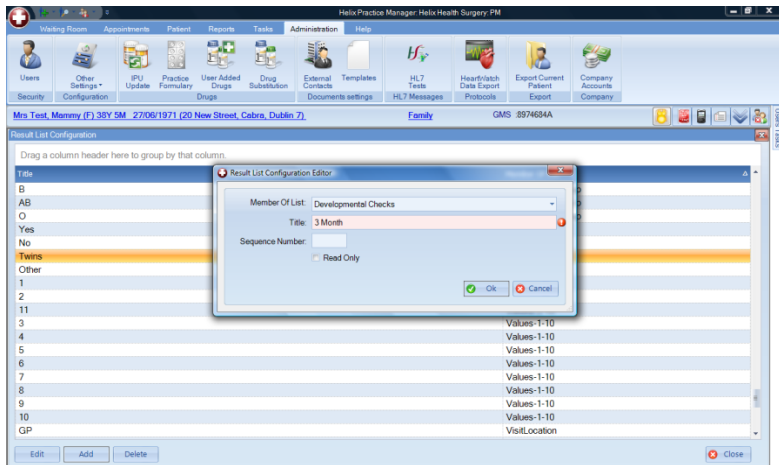 Helix Practice Manager: Helix Health Surgery: PM
Waiting Room Appointments Patient Reports Tasks Administration Help
Users Other Settings IPU Update Practice Formulary User Added Drugs Drug Substitution External Contacts Templates HL7 Tests Heartwatch Data Export Export Current Patient Company Accounts
Security Configuration Drugs Documents settings HL7 Messages Protocols Export Company
Mrs Test, Mammy (F) 38Y 5M 27/06/1971 (20 New Street, Cabra, Dublin 7) Family GMS :8974684A
Users Tasks
Result List Configuration
Drag a column header here to group by that column.
Title
Result List Configuration Editor
Member Of List: Developmental Checks
Title: 3 Month
Sequence Number:
Read Only
Ok Cancel
B
AB
O
Yes
No
Twins
Other
1
2
11
3 Values-1-10
4 Values-1-10
5 Values-1-10
6 Values-1-10
7 Values-1-10
8 Values-1-10
9 Values-1-10
10 Values-1-10
GP VisitLocation
Edit Add Delete Close